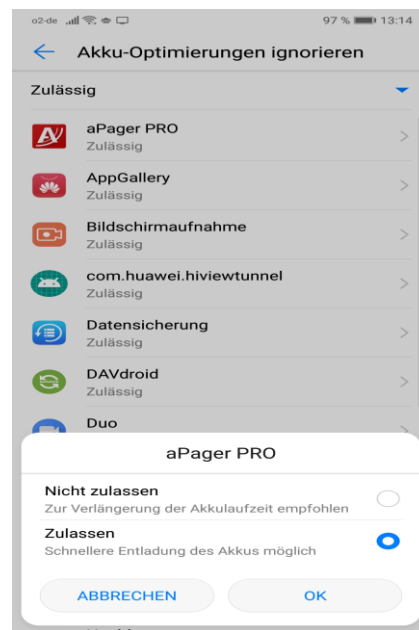 o2-de 97 % 13:14
Akku-Optimierungen ignorieren
Zulässig
aPager PRO
Zulässig
AppGallery
Zulässig
Bildschirmaufnahme
Zulässig
com.huawei.hiviewtunnel
Zulässig
Datensicherung
Zulässig
DAVdroid
Zulässig
Duo
aPager PRO
Nicht zulassen
Zur Verlängerung der Akkulaufzeit empfohlen
Zulassen
Schnellere Entladung des Akkus möglich
ABBRECHEN OK